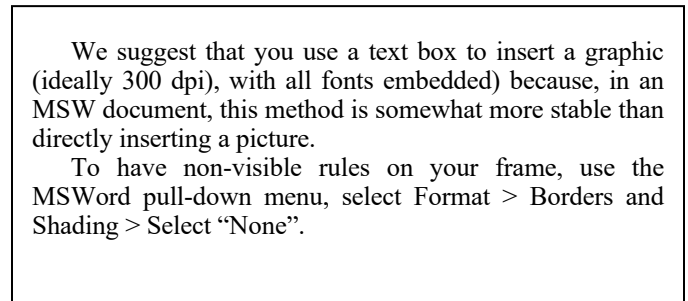 We suggest that you use a text box to insert a graphic
(ideally 300 dpi), with all fonts embedded) because, in an
MSW document, this method is somewhat more stable than
directly inserting a picture.
To have non-visible rules on your frame, use the
MSWord pull-down menu, select Format > Borders and
Shading > Select “None”.